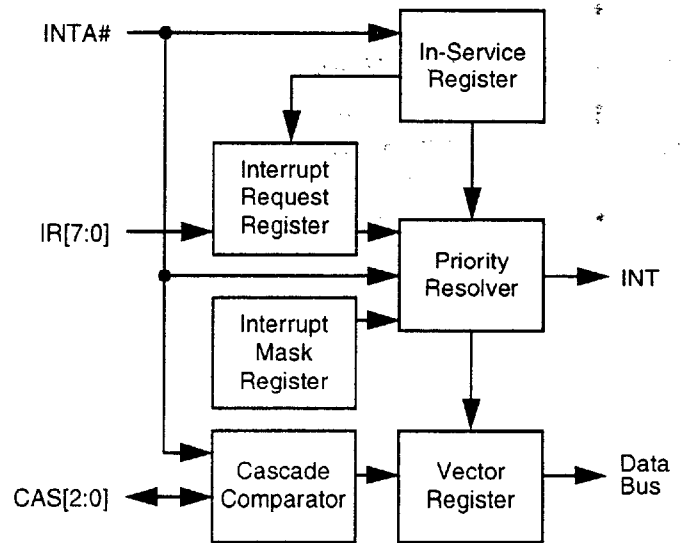 INTA#
In-Service
Register
Interrupt
Request
Register
IR[7:0]
Priority
Resolver
INT
Interrupt
Mask
Register
Cascade
Comparator
CAS[2:0]
Vector
Register
Data
Bus